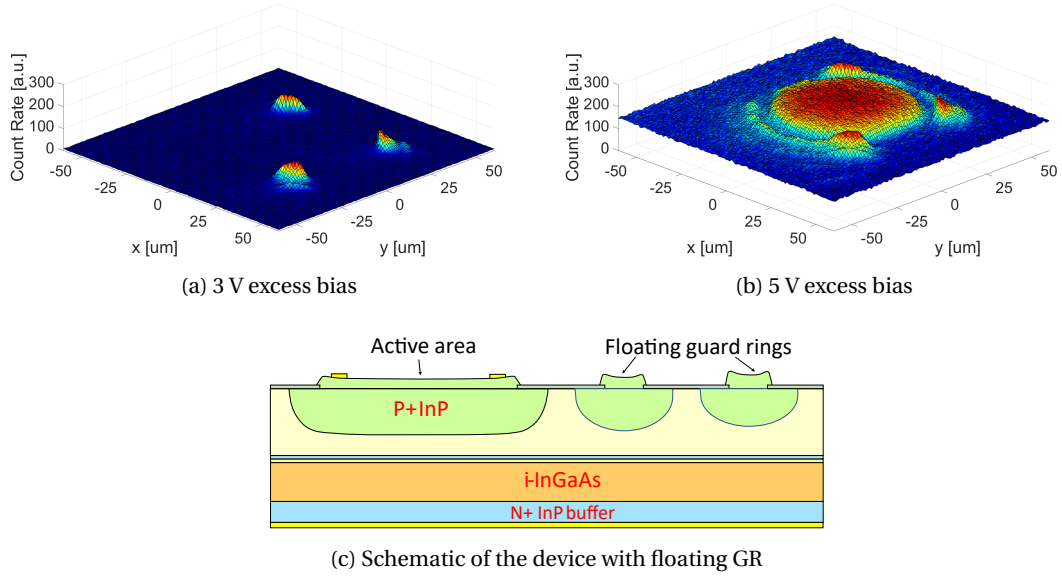 Count Rate [a.u.]
300
200
100
0
-50
-25
0
25
50
x [um]
-50
-25
0
25
50
y [um]
(a) 3 V excess bias
Count Rate [a.u.]
300
200
100
0
-50
-25
0
25
50
x [um]
-50
-25
0
25
50
y [um]
(b) 5 V excess bias
Active area
Floating guard rings
P+InP
i-InGaAs
N+ InP buffer
(c) Schematic of the device with floating GR